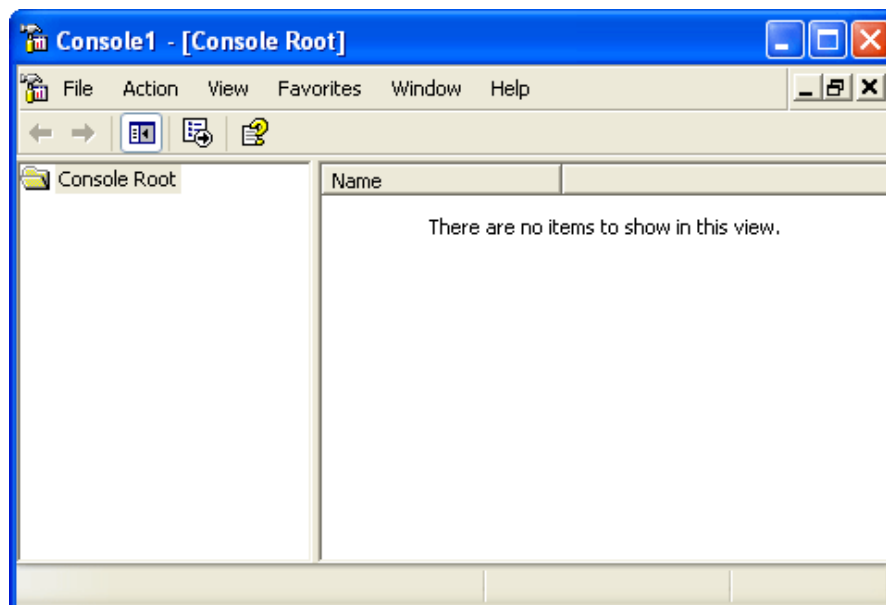 Console1 - [Console Root]
File Action View Favorites Window Help
Console Root
Name
There are no items to show in this view.